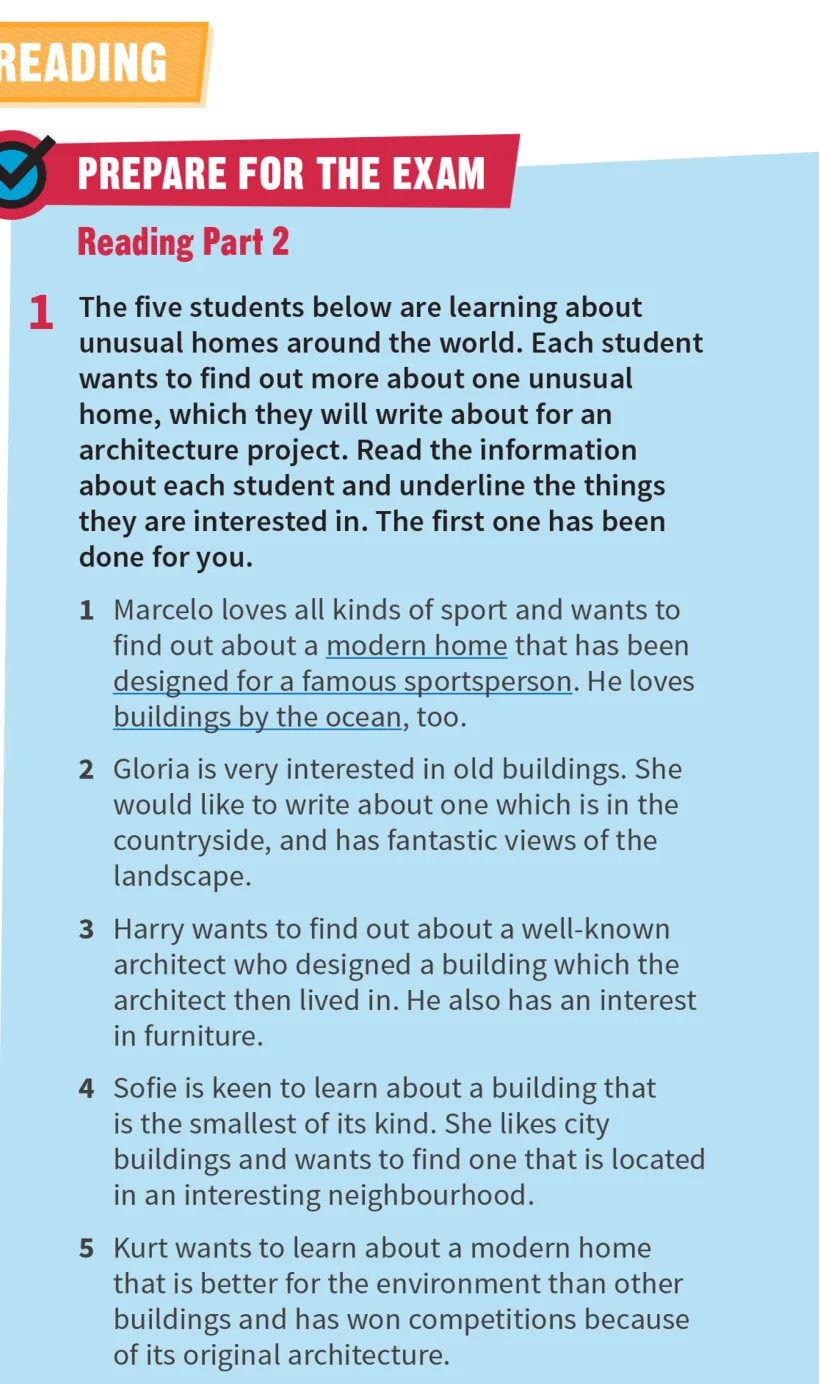 READING
PREPARE FOR THE EXAM
Reading Part 2
1 The five students below are learning about
unusual homes around the world. Each student
wants to find out more about one unusual
home, which they will write about for an
architecture project. Read the information
about each student and underline the things
they are interested in. The first one has been
done for you.
1 Marcelo loves all kinds of sport and wants to
find out about a modern home that has been
designed for a famous sportsperson. He loves
buildings by the ocean, too.
2 Gloria is very interested in old buildings. She
would like to write about one which is in the
countryside, and has fantastic views of the
landscape.
3 Harry wants to find out about a well-known
architect who designed a building which the
architect then lived in. He also has an interest
in furniture.
4 Sofie is keen to learn about a building that
is the smallest of its kind. She likes city
buildings and wants to find one that is located
in an interesting neighbourhood.
5 Kurt wants to learn about a modern home
that is better for the environment than other
buildings and has won competitions because
of its original architecture.